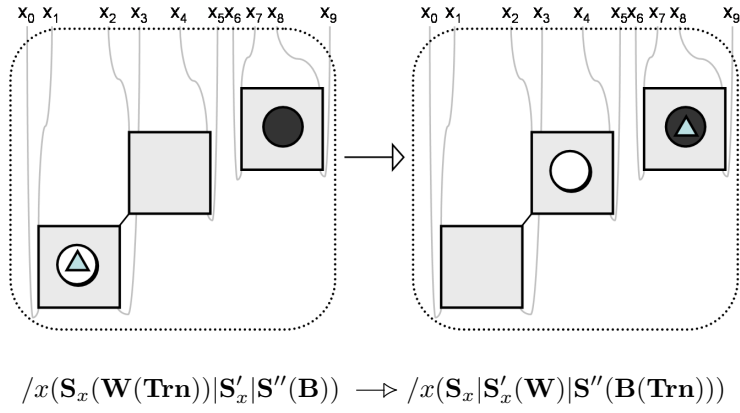 x₀ x₁ x₂ x₃ x₄ x₅ x₆ x₇ x₈ x₉ x₀ x₁ x₂ x₃ x₄ x₅ x₆ x₇ x₈ x₉
/x(Sₓ(W(Trn))|S′ₓ|S′′(B)) —▷ /x(Sₓ|S′ₓ(W)|S′′(B(Trn)))